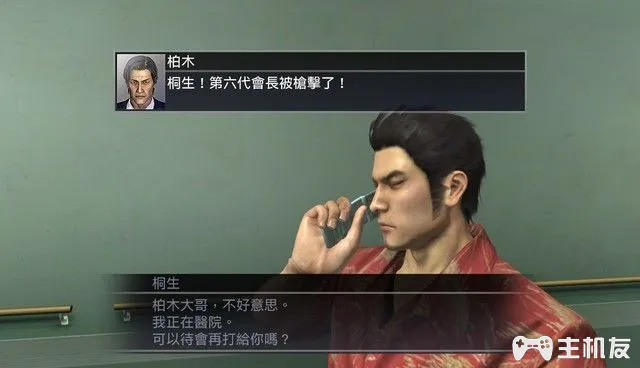 柏木
桐生！第六代會長被槍擊了！
桐生
柏木大哥，不好意思。
我正在醫院。
可以待會再打給你嗎？
主机友